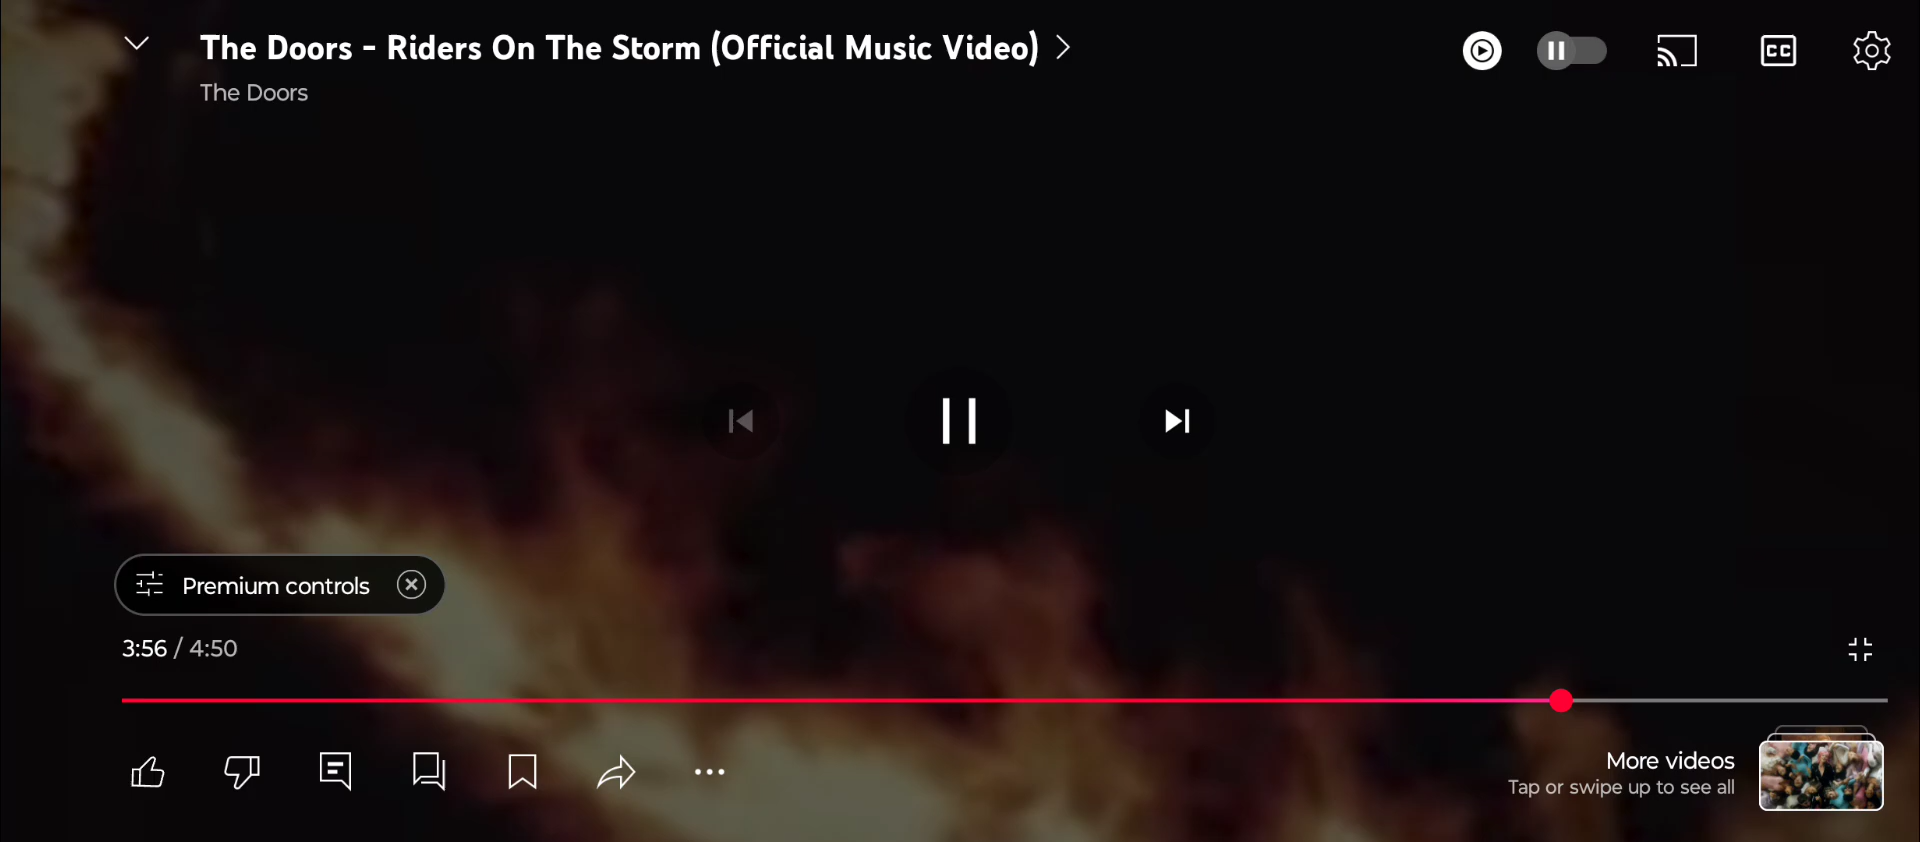 The Doors - Riders On The Storm (Official Music Video)
The Doors
CC
Premium controls
3:56 / 4:50
More videos
Tap or swipe up to see all